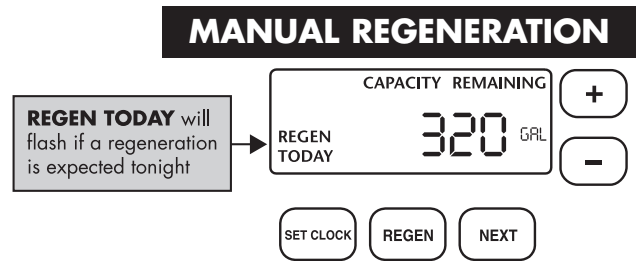 MANUAL REGENERATION
CAPACITY REMAINING
REGEN TODAY will
flash if a regeneration
is expected tonight
REGEN
TODAY
320 GAL
+
–
SET CLOCK
REGEN
NEXT